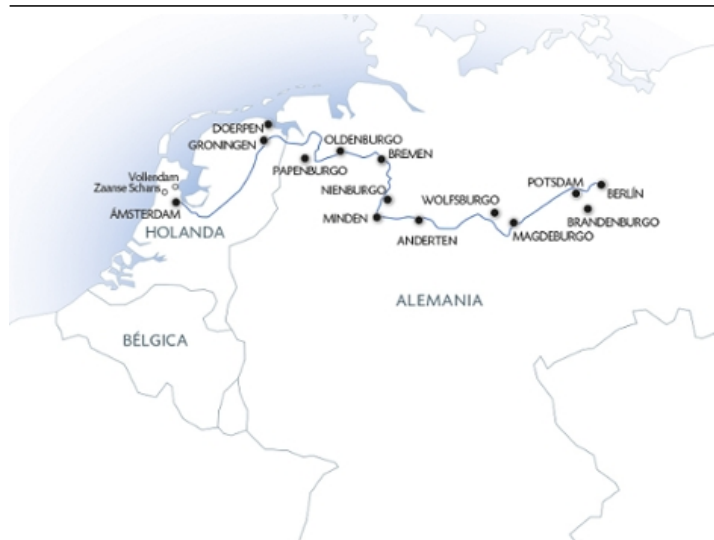 DOERPEN
GRONINGEN
OLDENBURGO
BREMEN
PAPENBURGO
Vollendam
Zaanse Schans
ÁMSTERDAM
HOLANDA
NIENBURGO
MINDEN
ANDERTEN
WOLFSBURGO
MAGDEBURGO
POTSDAM
BERLÍN
BRANDENBURGO
ALEMANIA
BÉLGICA